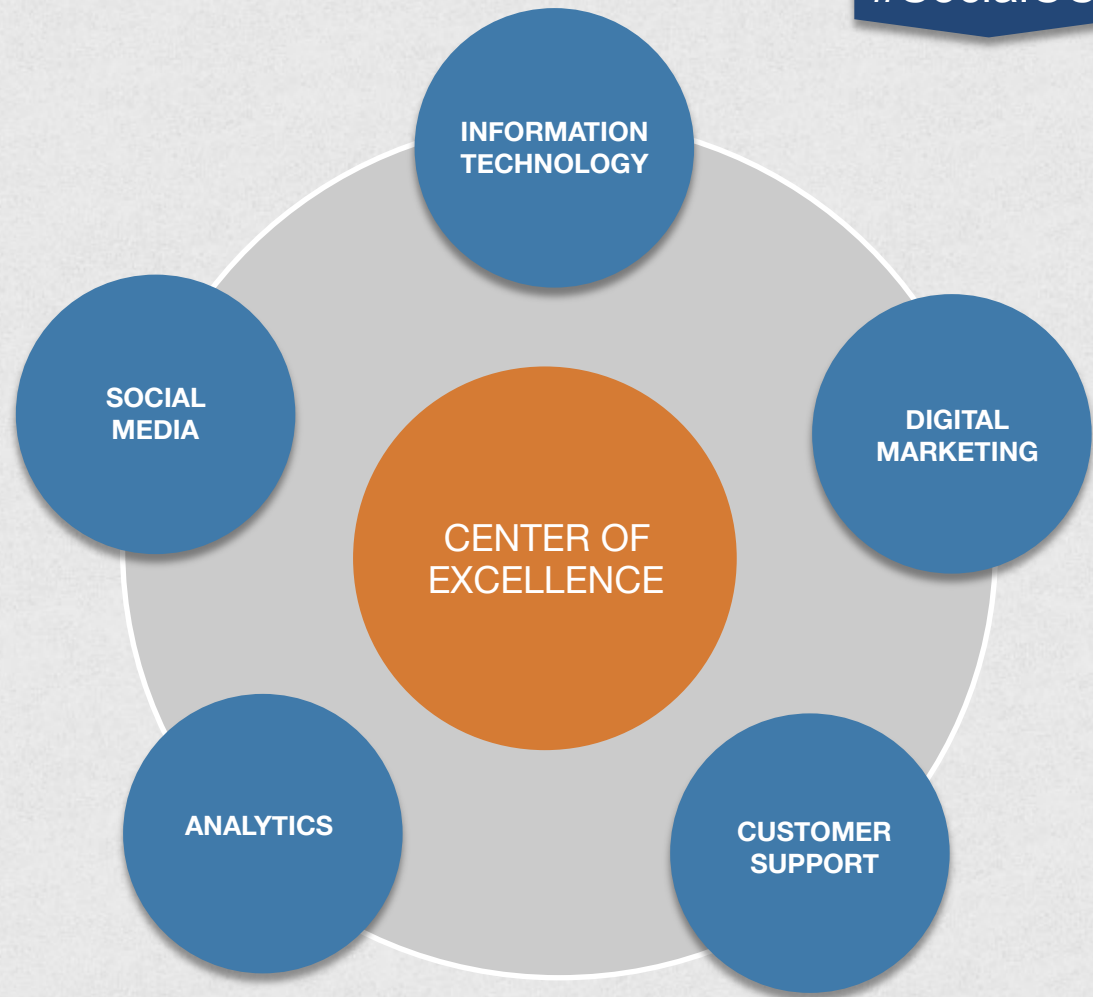 INFORMATION
TECHNOLOGY
SOCIAL
MEDIA
DIGITAL
MARKETING
CENTER OF
EXCELLENCE
ANALYTICS
CUSTOMER
SUPPORT